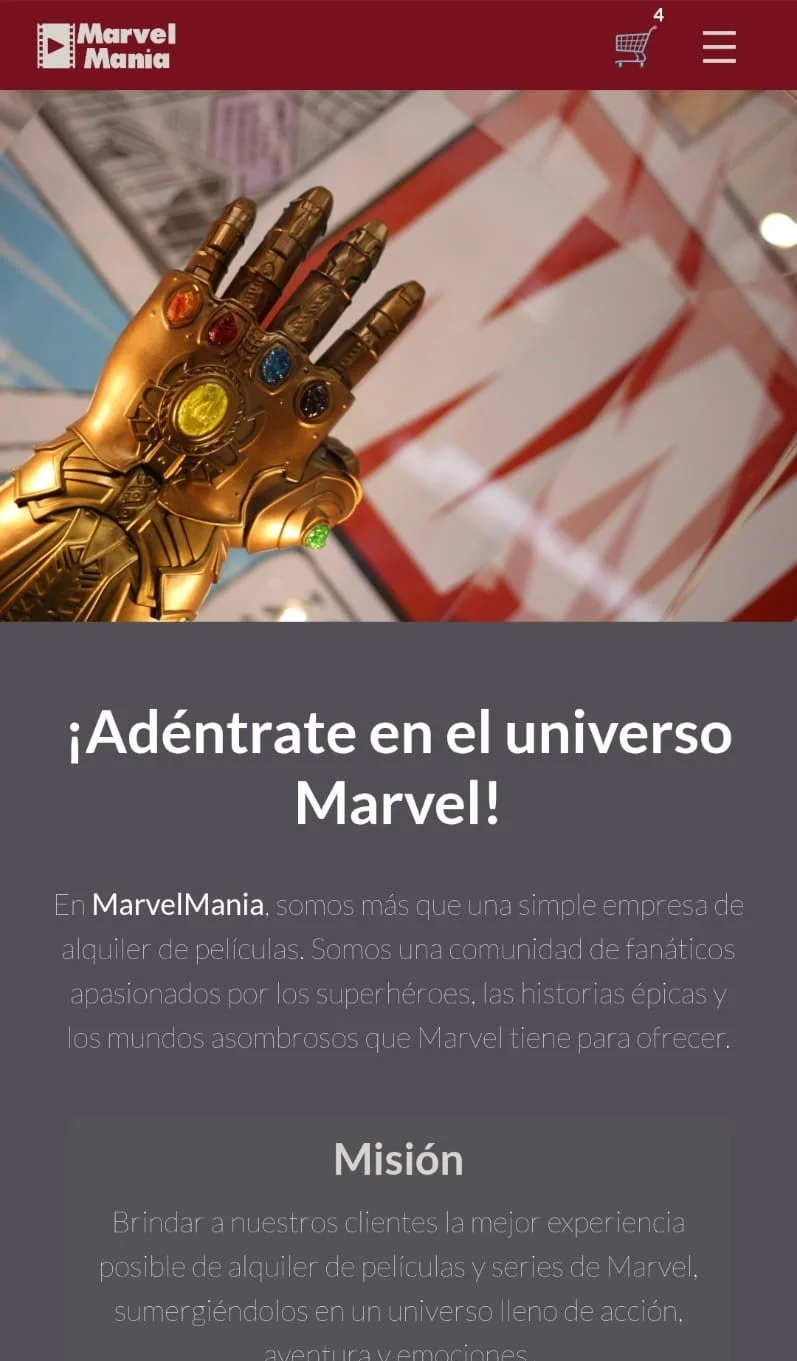 Marvel
Mania
4
¡Adéntrate en el universo
Marvel!
En MarvelMania, somos más que una simple empresa de
alquiler de películas. Somos una comunidad de fanáticos
apasionados por los superhéroes, las historias épicas y
los mundos asombrosos que Marvel tiene para ofrecer.
Misión
Brindar a nuestros clientes la mejor experiencia
posible de alquiler de películas y series de Marvel,
sumergiéndolos en un universo lleno de acción,
aventura y emociones.